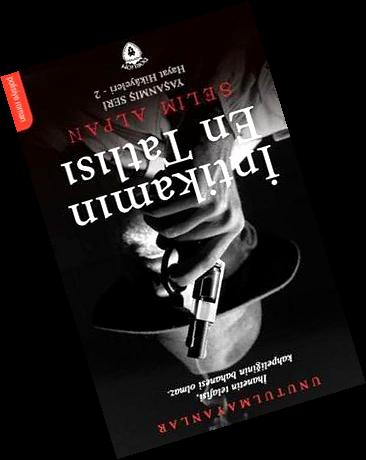 UNUTULMAYANLAR
İhanetin telafisi,
kahpeliğinin bahanesi olmaz.
İntikamın
En Tatlısı
SELİM ALPAN
YAŞANMIŞ SERİ
Hayat Hikâyeleri - 2
polisiye roman